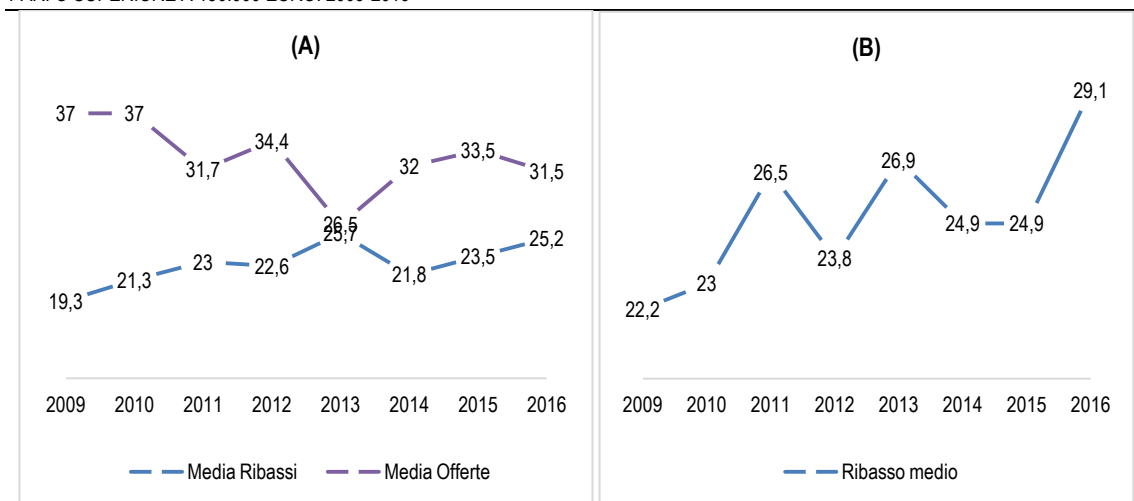 (A)
37 37 31,7 34,4 26,5 32 33,5 31,5
19,3 21,3 23 22,6 25,7 21,8 23,5 25,2
2009 2010 2011 2012 2013 2014 2015 2016
Media Ribassi Media Offerte
(B)
22,2 23 26,5 23,8 26,9 24,9 24,9 29,1
2009 2010 2011 2012 2013 2014 2015 2016
Ribasso medio